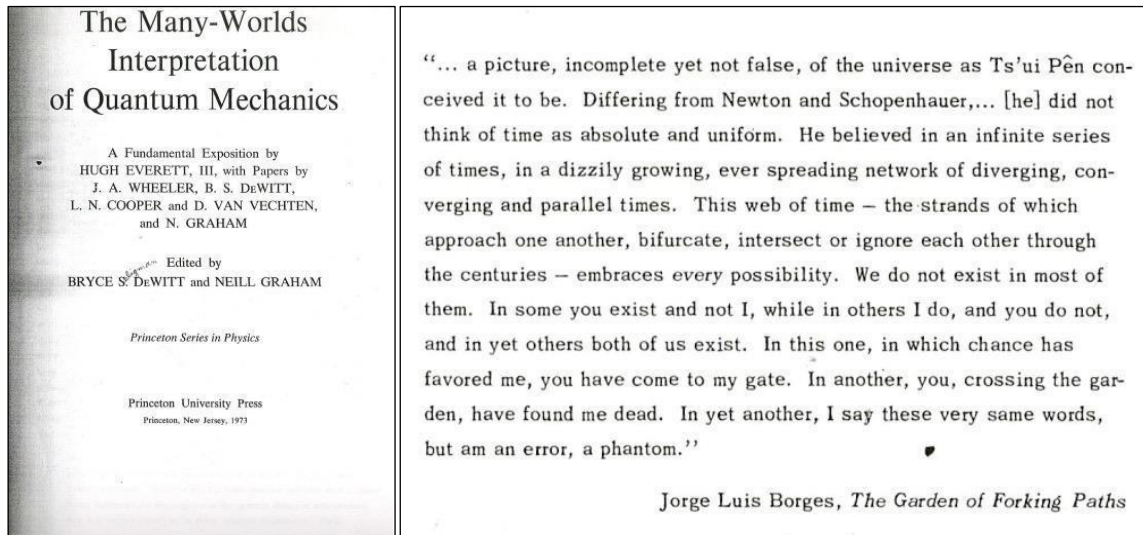 The Many-Worlds
Interpretation
of Quantum Mechanics
A Fundamental Exposition by
HUGH EVERETT, III, with Papers by
J. A. WHEELER, B. S. DEWITT,
L. N. COOPER and D. VAN VECHTEN,
and N. GRAHAM
Edited by
BRYCE S. DEWITT and NEILL GRAHAM
Princeton Series in Physics
Princeton University Press
Princeton, New Jersey, 1973
“... a picture, incomplete yet not false, of the universe as Ts'ui Pên con-
ceived it to be. Differing from Newton and Schopenhauer,... [he] did not
think of time as absolute and uniform. He believed in an infinite series
of times, in a dizzily growing, ever spreading network of diverging, con-
verging and parallel times. This web of time – the strands of which
approach one another, bifurcate, intersect or ignore each other through
the centuries – embraces every possibility. We do not exist in most of
them. In some you exist and not I, while in others I do, and you do not,
and in yet others both of us exist. In this one, in which chance has
favored me, you have come to my gate. In another, you, crossing the gar-
den, have found me dead. In yet another, I say these very same words,
but am an error, a phantom.’’
Jorge Luis Borges, The Garden of Forking Paths